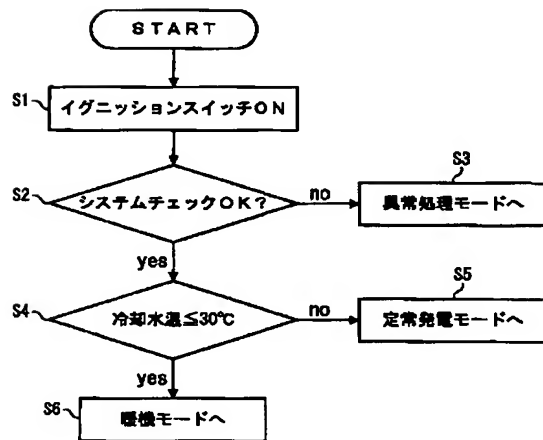 START
S1
イグニッションスイッチON
S2
システムチェックOK?
no
S3
異常処理モードへ
yes
S4
冷却水温≦30℃
no
S5
定常発電モードへ
yes
S6
暖機モードへ